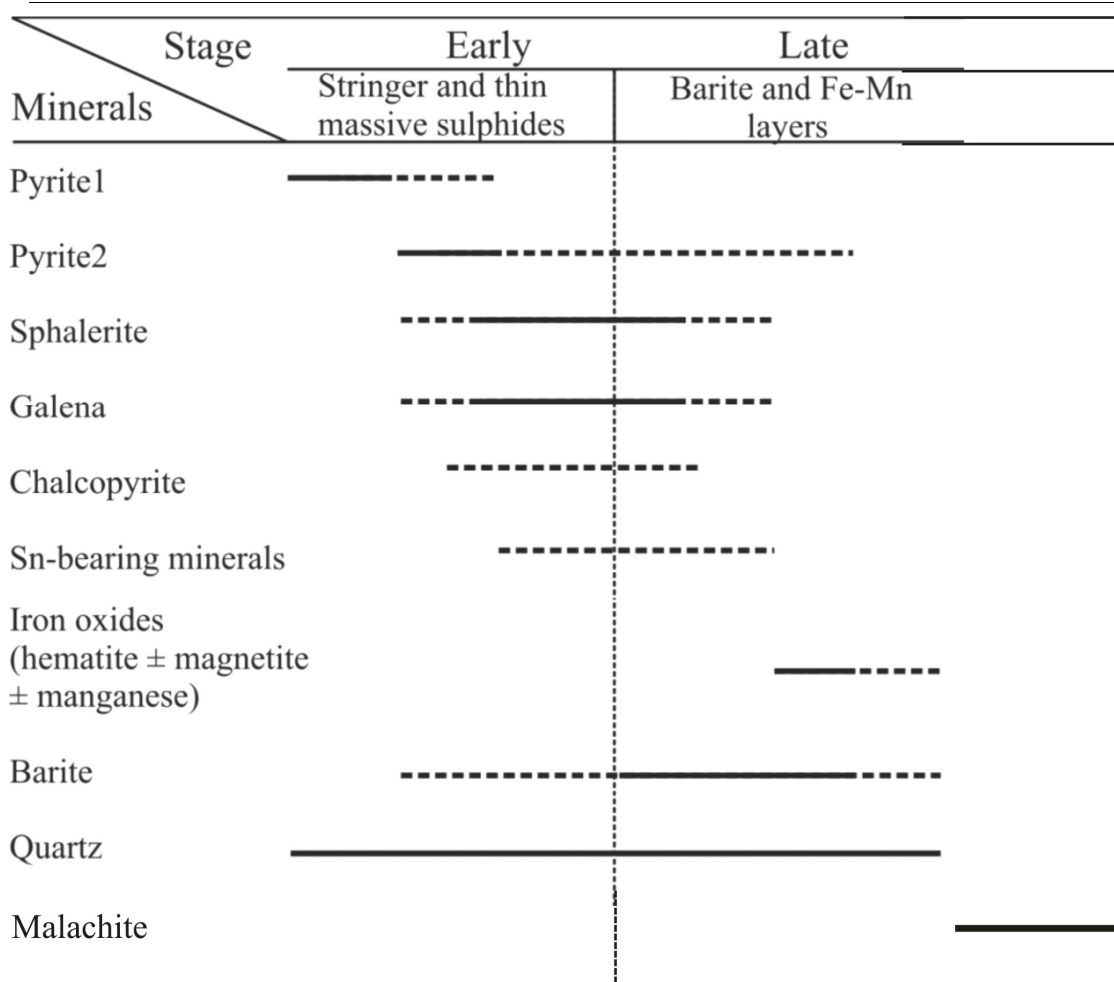 Stage
Early
Late
Minerals
Stringer and thin
massive sulphides
Barite and Fe-Mn
layers
Pyrite1
Pyrite2
Sphalerite
Galena
Chalcopyrite
Sn-bearing minerals
Iron oxides
(hematite ± magnetite
± manganese)
Barite
Quartz
Malachite